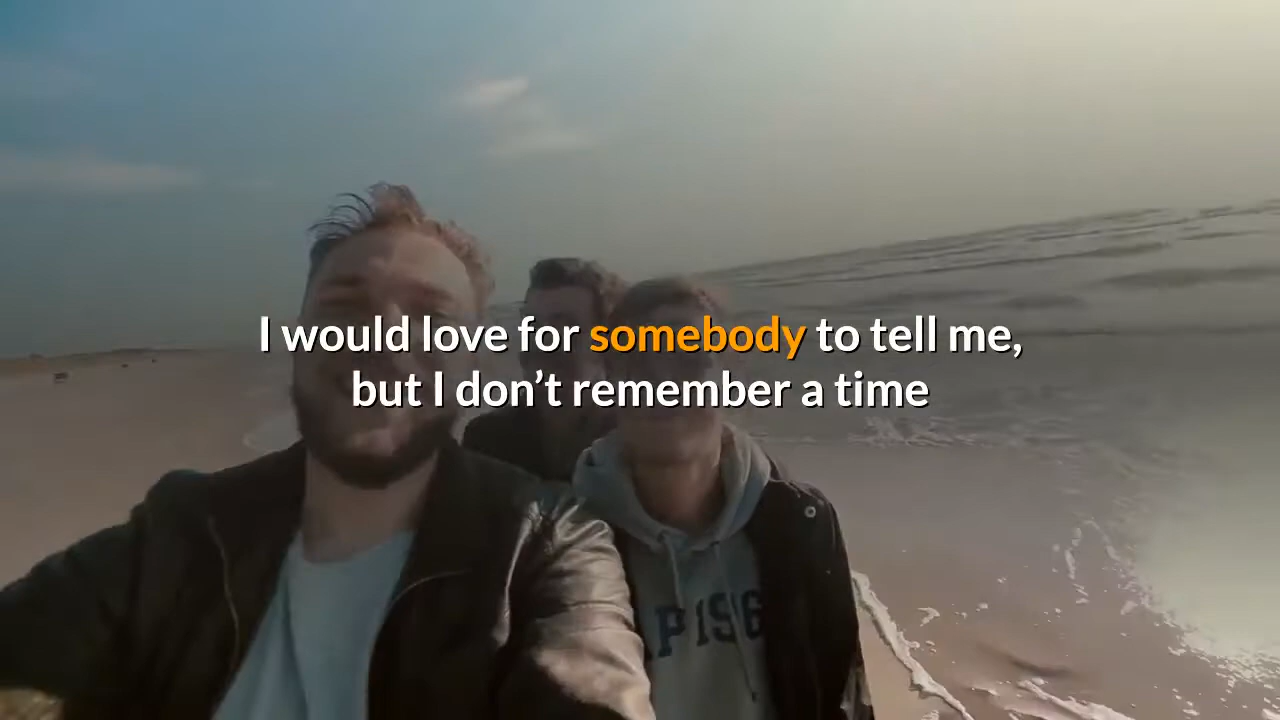 I would love for somebody to tell me,
but I don’t remember a time